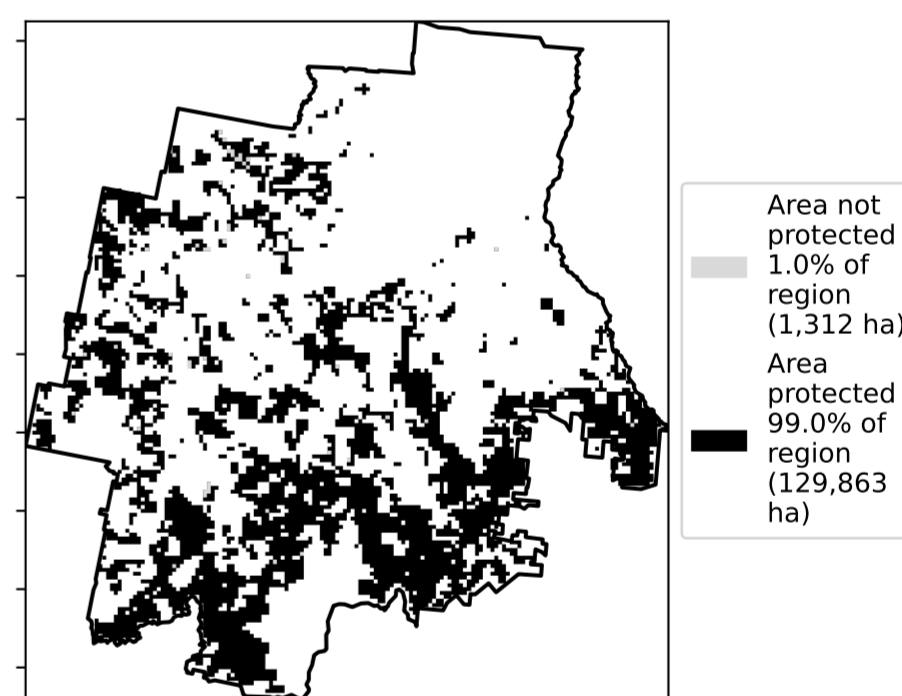 Area not
protected
1.0% of
region
(1,312 ha)
Area
protected
99.0% of
region
(129,863
ha)